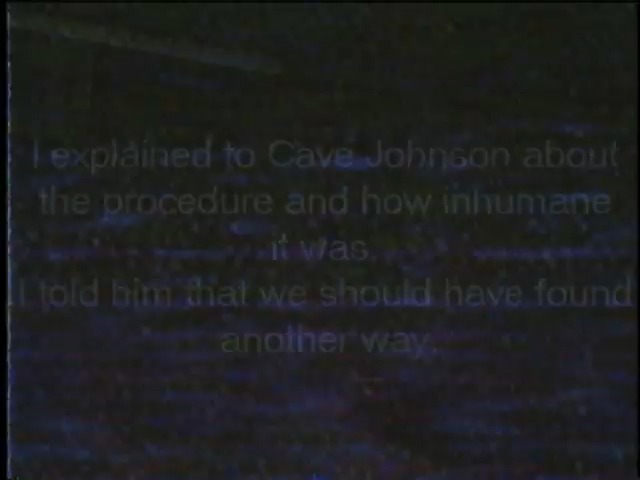 I explained to Cave Johnson about
the procedure and how inhumane
it was.
I told him that we should have found
another way.